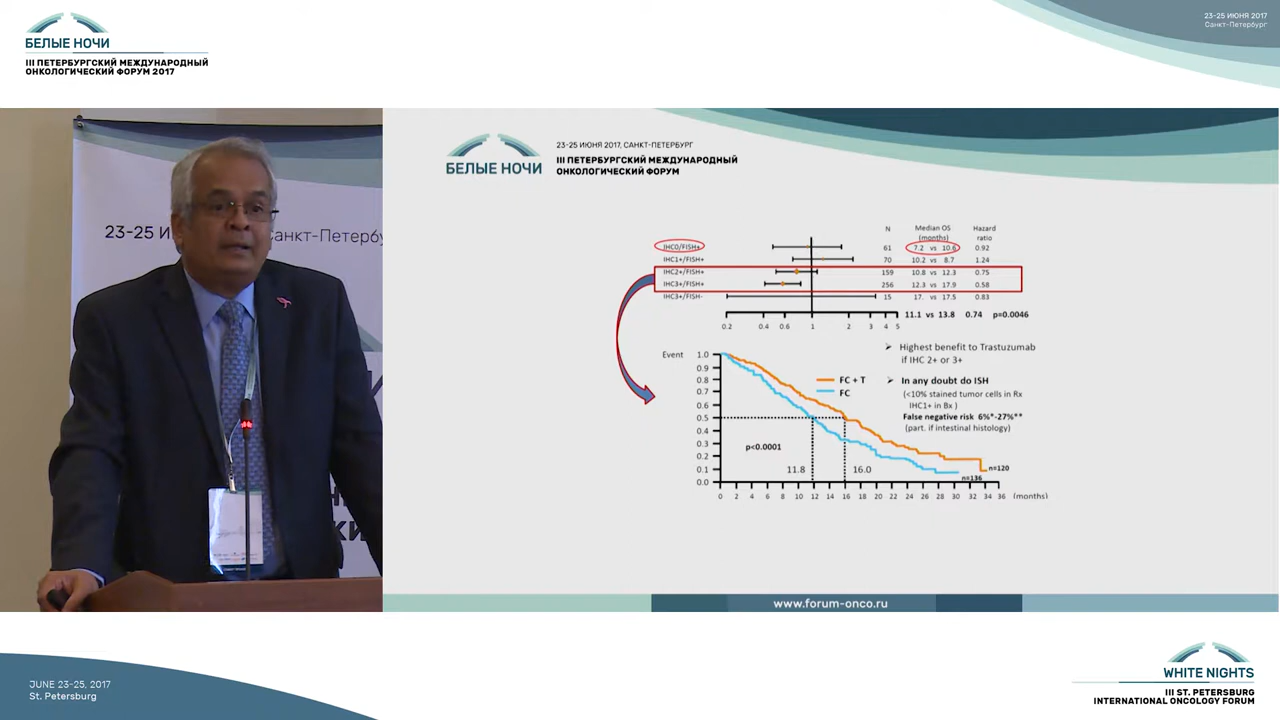 БЕЛЫЕ НОЧИ
III ПЕТЕРБУРГСКИЙ МЕЖДУНАРОДНЫЙ
ОНКОЛОГИЧЕСКИЙ ФОРУМ 2017
23-25 ИЮНЯ 2017
Санкт-Петербург
23-25 И
Санкт-Петербу
23-25 ИЮНЯ 2017, САНКТ-ПЕТЕРБУРГ
БЕЛЫЕ НОЧИ
III ПЕТЕРБУРГСКИЙ МЕЖДУНАРОДНЫЙ
ОНКОЛОГИЧЕСКИЙ ФОРУМ
N Median OS (months) Hazard ratio
IHC0/FISH+ 61 7.2 vs 10.6 0.92
IHC1+/FISH+ 70 10.2 vs 8.7 1.24
IHC2+/FISH+ 159 10.8 vs 12.3 0.75
IHC3+/FISH+ 256 12.3 vs 17.9 0.58
IHC3+/FISH- 15 17. vs 17.5 0.83
11.1 vs 13.8 0.74 p=0.0046
0.2 0.4 0.6 1 2 3 4 5
Event
1.0
0.9
0.8
0.7
0.6
0.5
0.4
0.3
0.2
0.1
0.0
FC + T
FC
p<0.0001
11.8
16.0
n=120
n=136
0 2 4 6 8 10 12 14 16 18 20 22 24 26 28 30 32 34 36 (months)
➢ Highest benefit to Trastuzumab
if IHC 2+ or 3+
➢ In any doubt do ISH
(<10% stained tumor cells in Rx
IHC1+ in Bx )
False negative risk 6%*-27%**
(part. if intestinal histology)
www.forum-onco.ru
JUNE 23-25, 2017
St. Petersburg
WHITE NIGHTS
III ST. PETERSBURG
INTERNATIONAL ONCOLOGY FORUM